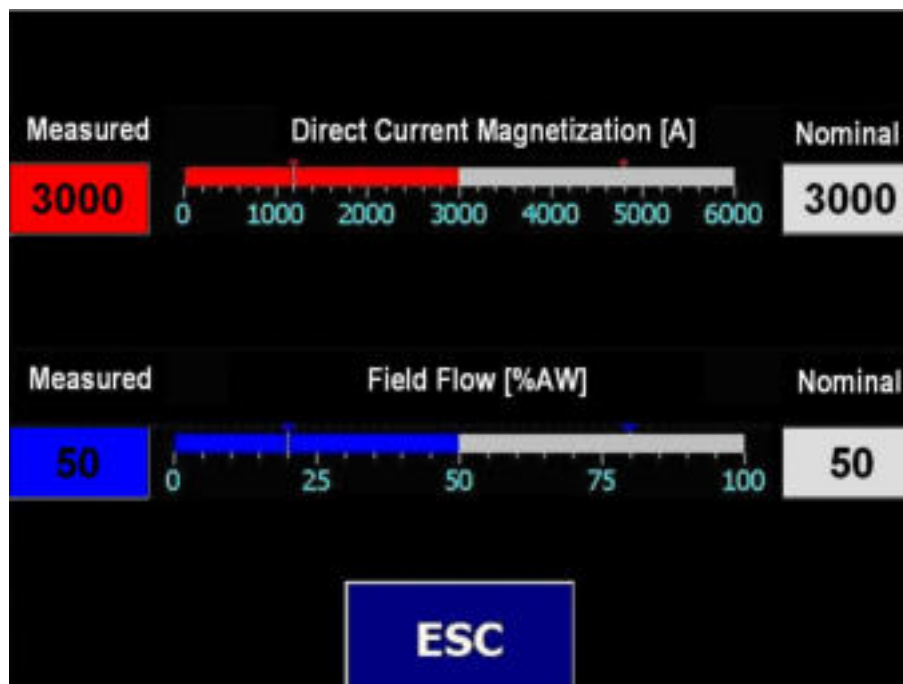 Measured Direct Current Magnetization [A] Nominal
3000 3000
0 1000 2000 3000 4000 5000 6000
Measured Field Flow [%AW] Nominal
50 50
0 25 50 75 100
ESC